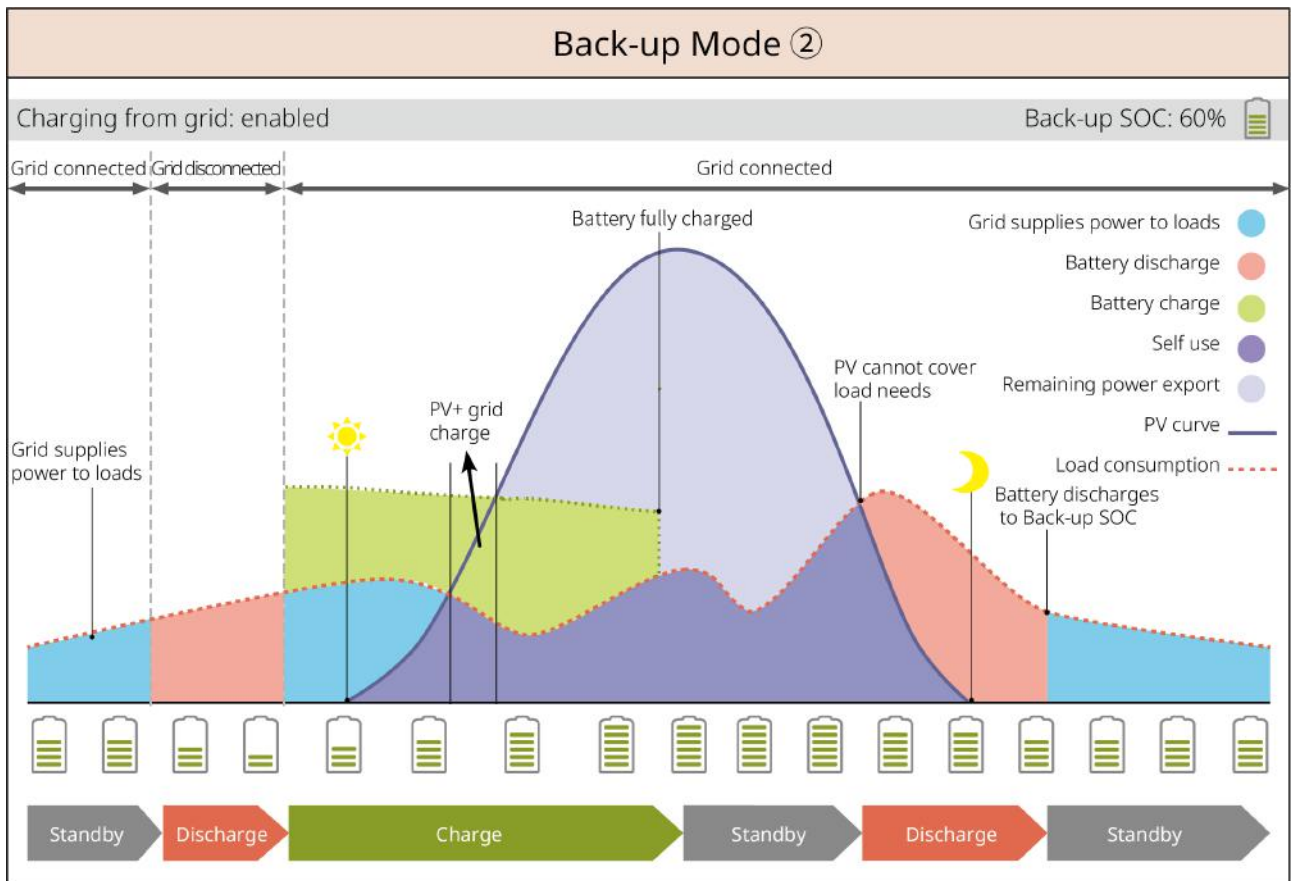 Back-up Mode ②
Charging from grid: enabled
Back-up SOC: 60%
Grid connected
Grid disconnected
Grid connected
Battery fully charged
Grid supplies power to loads
Battery discharge
Battery charge
Self use
Remaining power export
PV curve
Load consumption
PV cannot cover
load needs
PV+ grid
charge
Grid supplies
power to loads
Battery discharges
to Back-up SOC
Standby
Discharge
Charge
Standby
Discharge
Standby